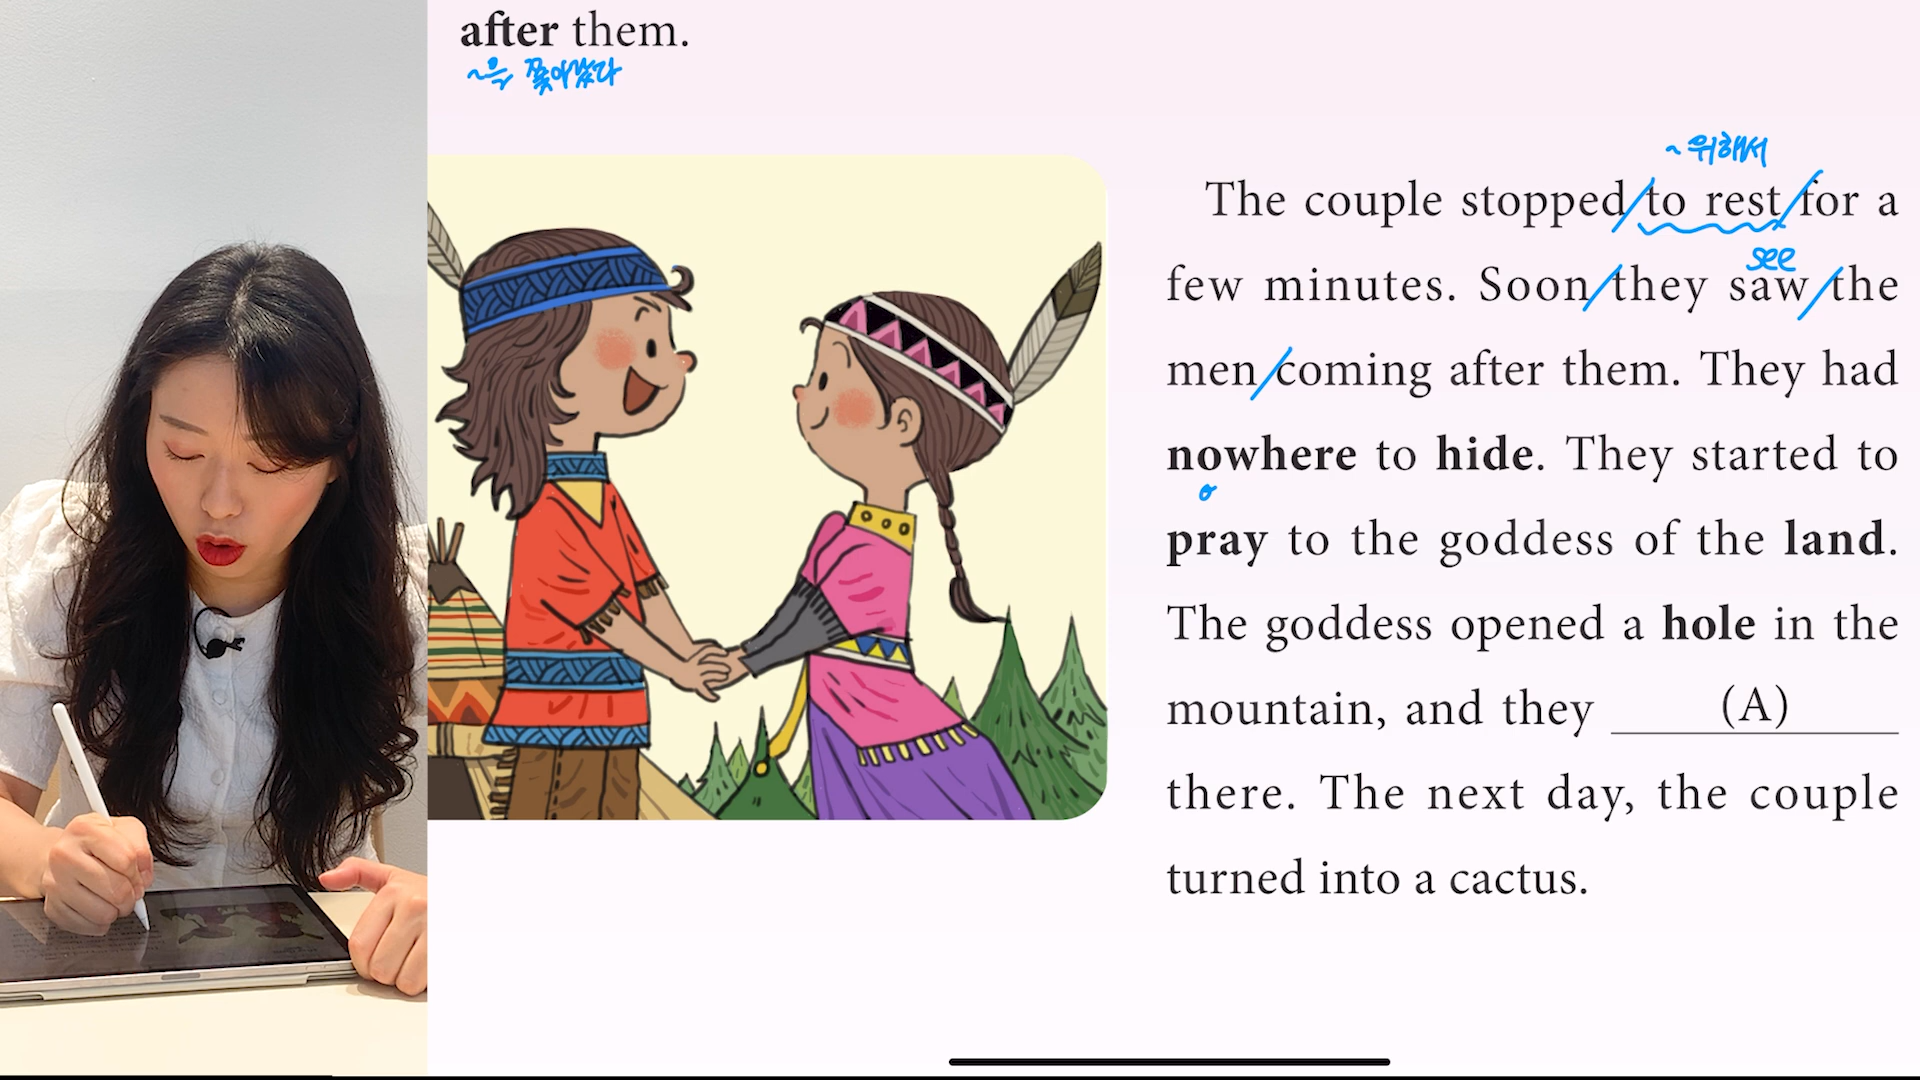 after them.
~을 쫓아갔다
~위해서
The couple stopped to rest for a
see
few minutes. Soon they saw the
men coming after them. They had
nowhere to hide. They started to
pray to the goddess of the land.
The goddess opened a hole in the
mountain, and they (A)
there. The next day, the couple
turned into a cactus.